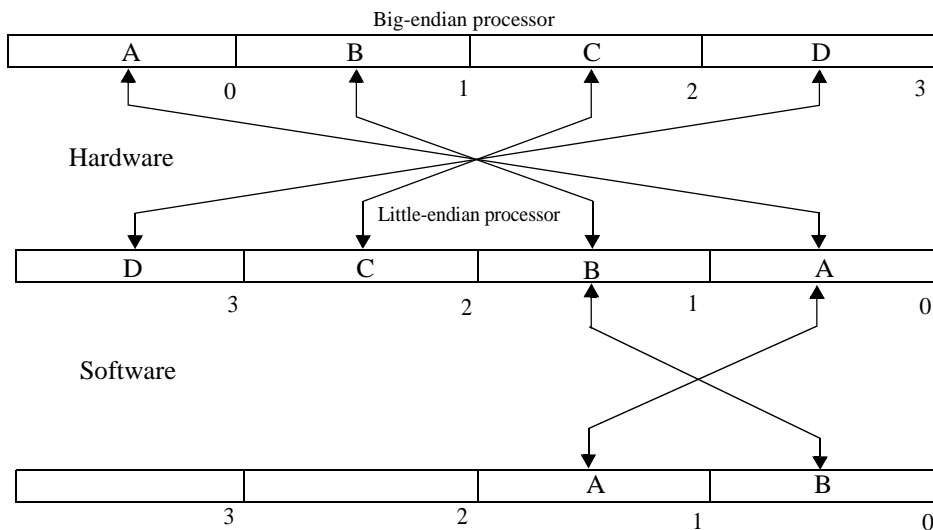 Big-endian processor
A B C D
0 1 2 3
Hardware
Little-endian processor
D C B A
3 2 1 0
Software
A B
3 2 1 0